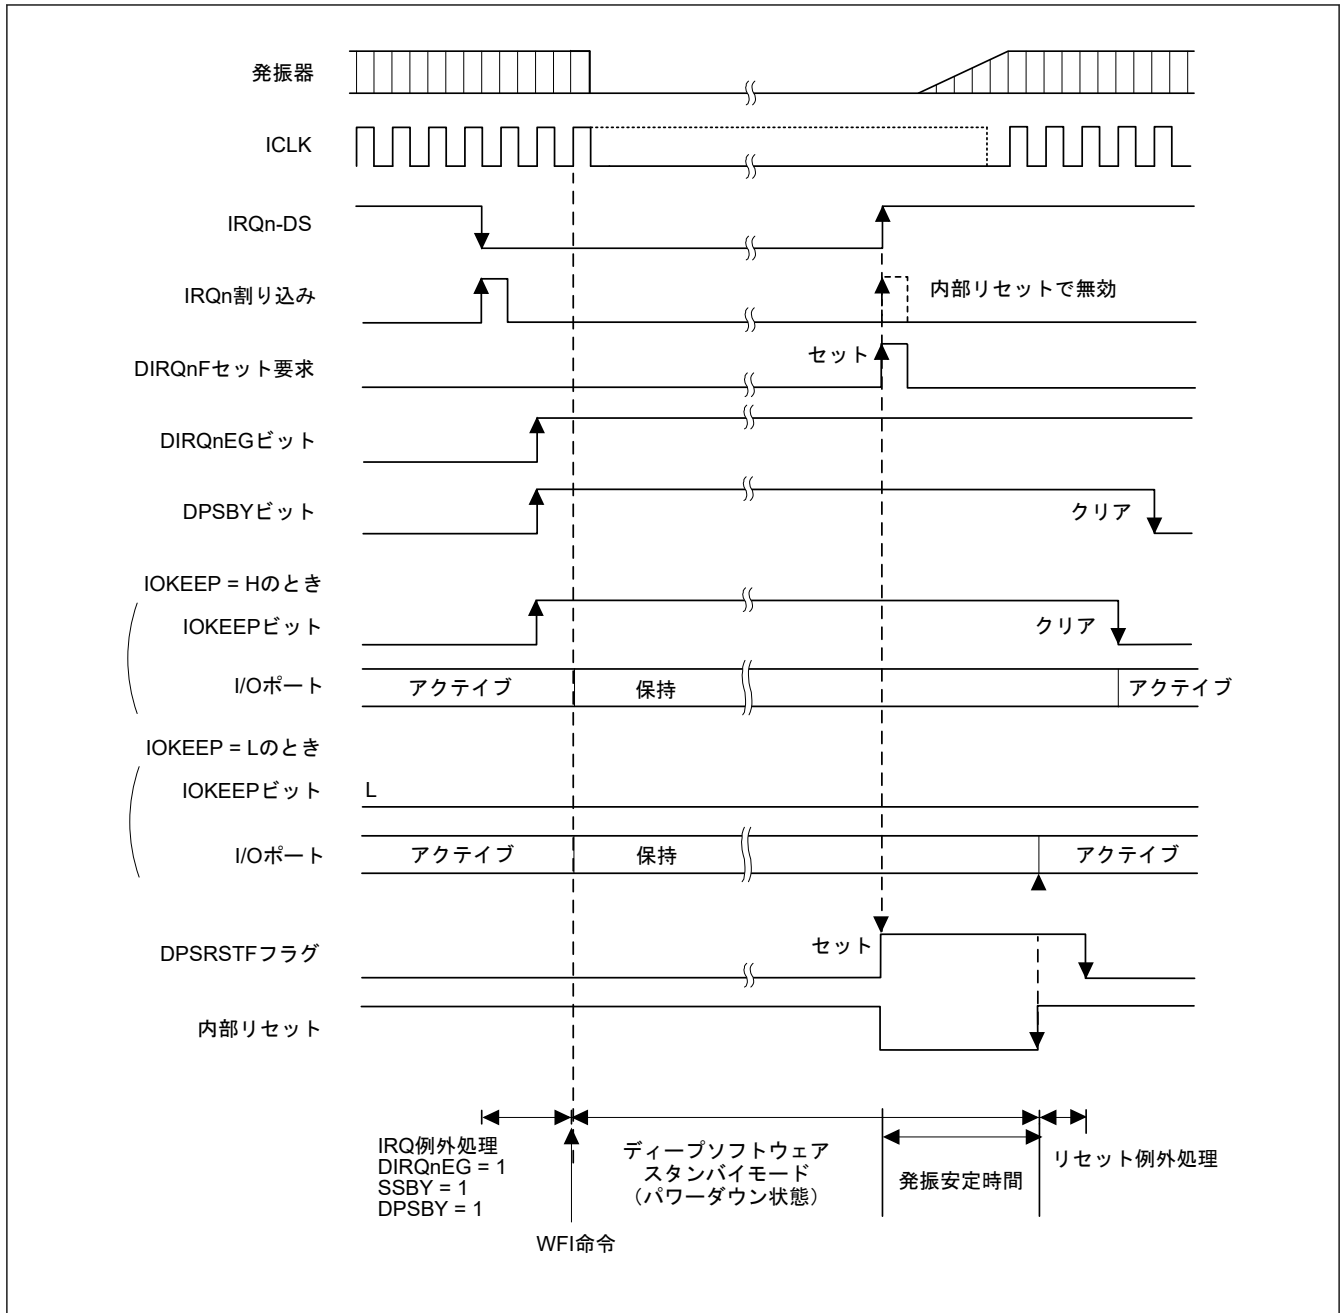 発振器
ICLK
IRQn-DS
IRQn割り込み
内部リセットで無効
DIRQnFセット要求
セット
DIRQnEGビット
DPSBYビット
クリア
IOKEEP = Hのとき
IOKEEPビット
クリア
I/Oポート
アクテイブ
保持
アクテイブ
IOKEEP = Lのとき
IOKEEPビット
L
I/Oポート
アクテイブ
保持
アクテイブ
DPSRSTFフラグ
セット
内部リセット
IRQ例外処理
DIRQnEG = 1
SSBY = 1
DPSBY = 1
WFI命令
ディープソフトウェア
スタンバイモード
（パワーダウン状態）
発振安定時間
リセット例外処理